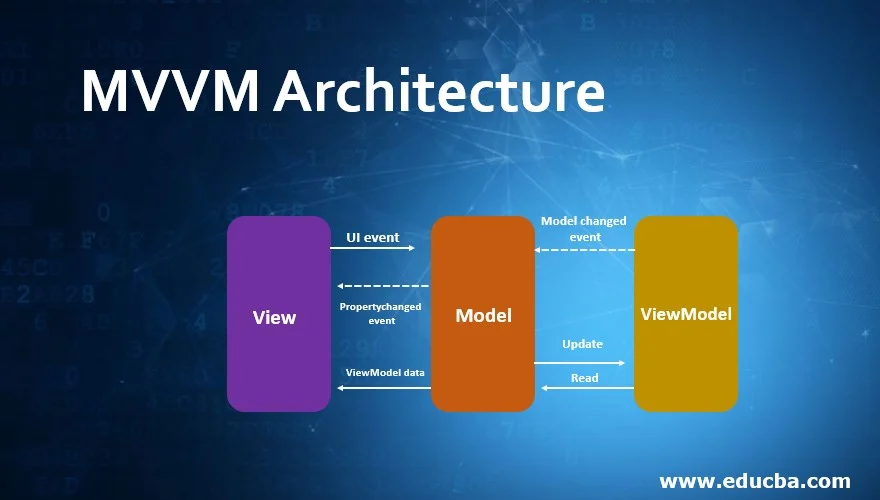 MVVM Architecture
Model changed
event
UI event
Propertychanged
event
View
Model
ViewModel
Update
ViewModel data
Read
www.educba.com